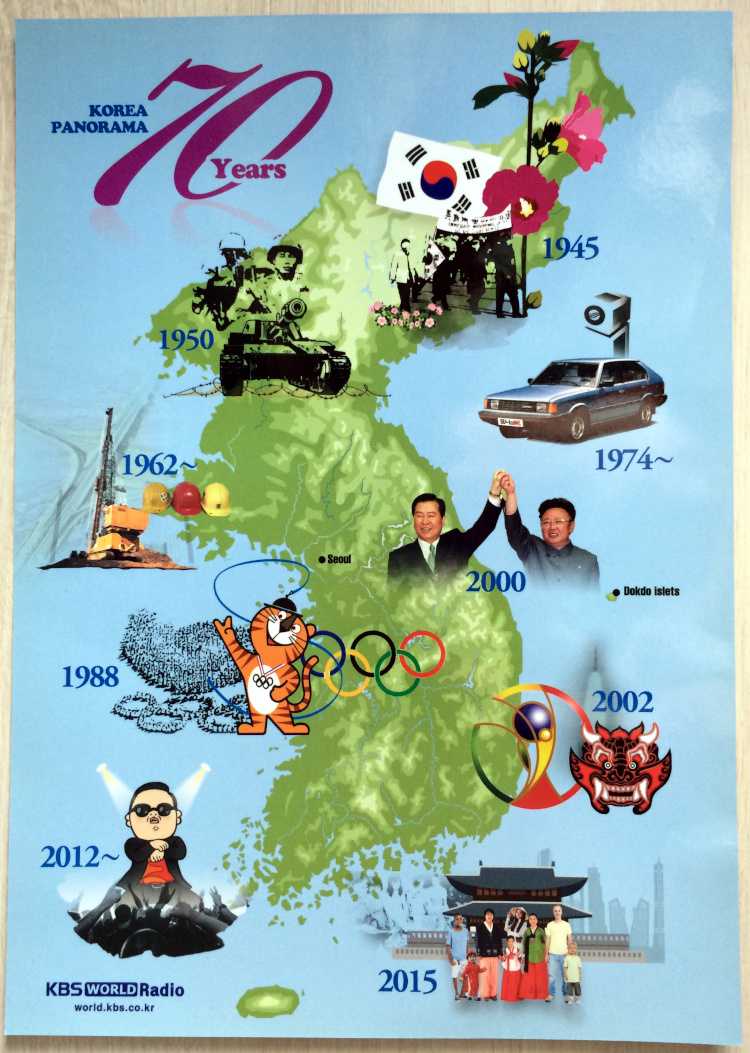 KOREA
PANORAMA
70
Years
1945
1950
1974~
1962~
Seoul
2000
Dokdo islets
1988
2002
2012~
2015
KBS WORLD Radio
world.kbs.co.kr